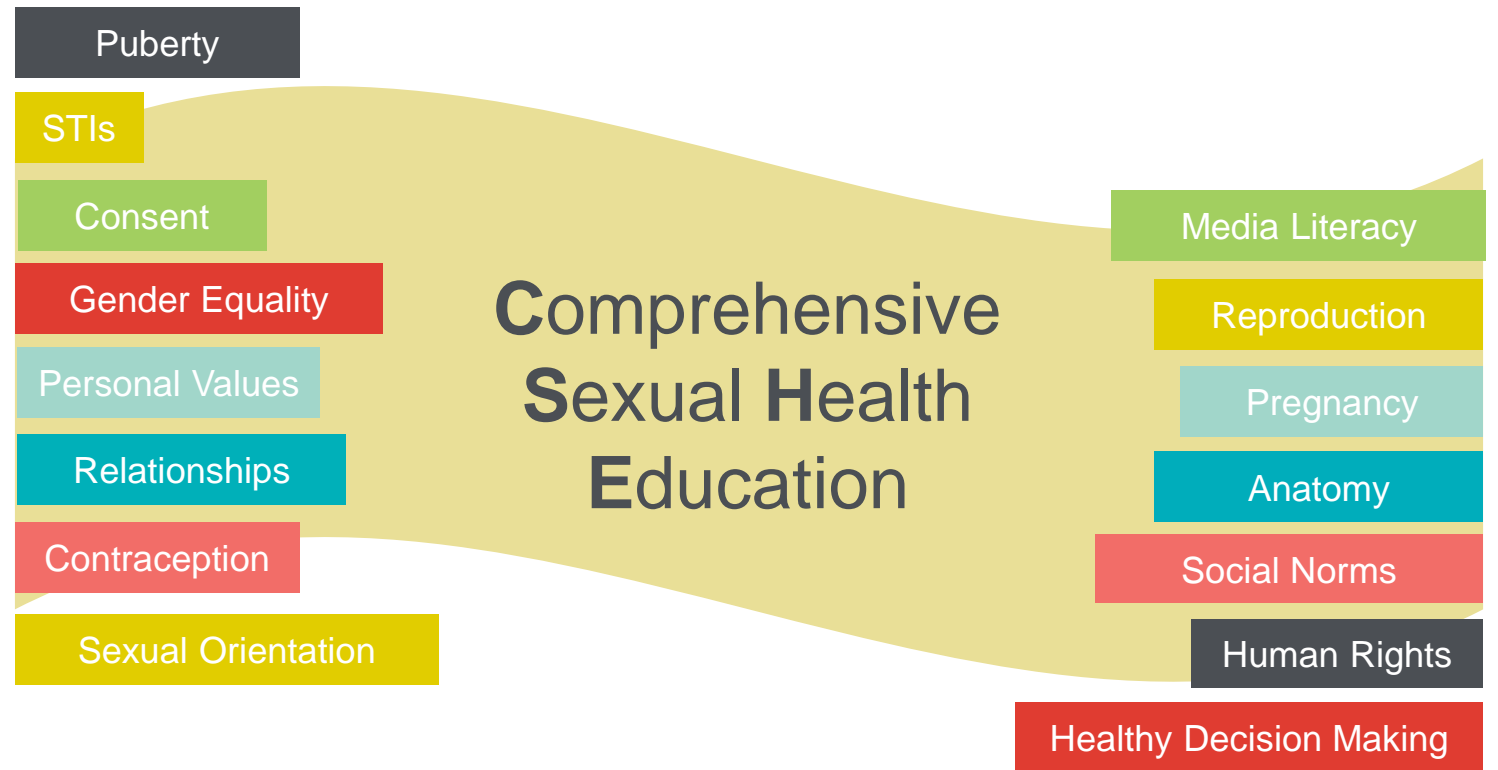 Puberty
STIs
Consent
Gender Equality
Personal Values
Relationships
Contraception
Sexual Orientation
Comprehensive
Sexual Health
Education
Media Literacy
Reproduction
Pregnancy
Anatomy
Social Norms
Human Rights
Healthy Decision Making